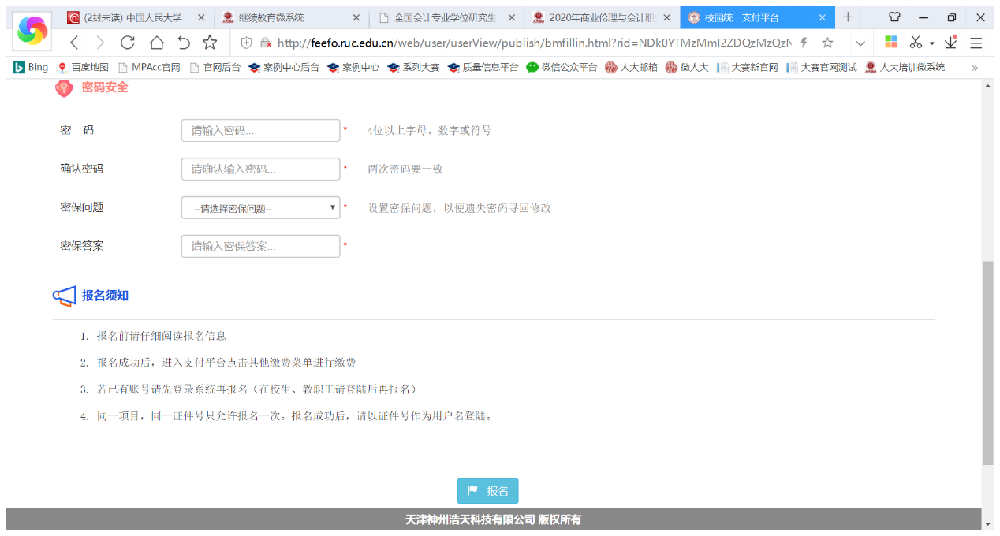 (2封未读) 中国人民大学
继续教育微系统
全国会计专业学位研究生
2020年商业伦理与会计职
校园统一支付平台
http://feefo.ruc.edu.cn/web/user/userView/publish/bmfillin.html?rid=NDk0YTMzMmI2ZDQzMzQzN
Bing 百度地图 MPAcc官网 官网后台 案例中心后台 案例中心 系列大赛 质量信息平台 微信公众平台 人大邮箱 微人大 大赛新官网 大赛官网测试 人大培训微系统 »
密码安全
密 码 请输入密码... * 4位以上字母、数字或符号
确认密码 请确认输入密码... * 两次密码要一致
密保问题 --请选择密保问题-- * 设置密保问题，以便遗失密码寻回修改
密保答案 请输入密保答案... *
报名须知
1. 报名前请仔细阅读报名信息
2. 报名成功后，进入支付平台点击其他缴费菜单进行缴费
3. 若已有账号请先登录系统再报名（在校生、教职工请登陆后再报名）
4. 同一项目，同一证件号只允许报名一次。报名成功后，请以证件号作为用户名登陆。
报名
天津神州浩天科技有限公司 版权所有